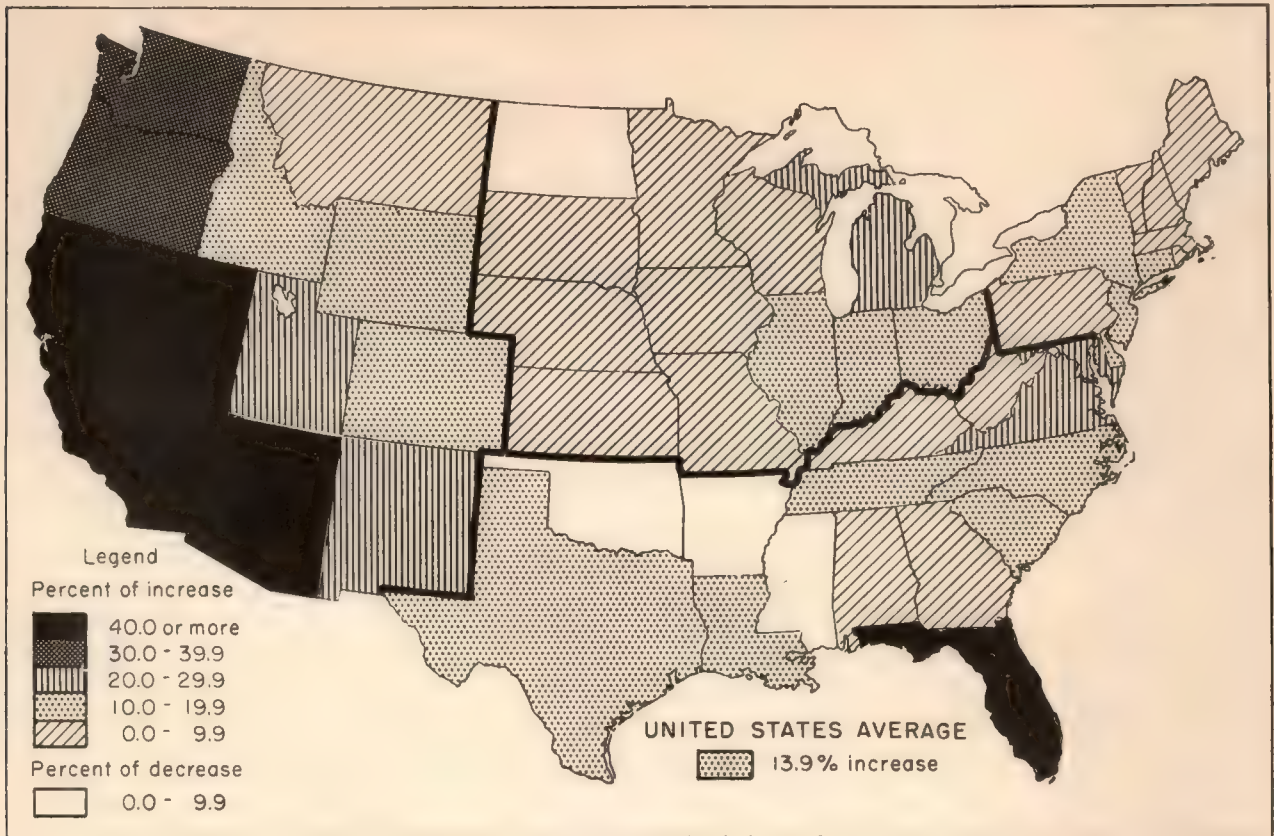 Legend
Percent of increase
40.0 or more
30.0 - 39.9
20.0 - 29.9
10.0 - 19.9
0.0 - 9.9
Percent of decrease
0.0 - 9.9
UNITED STATES AVERAGE
13.9% increase